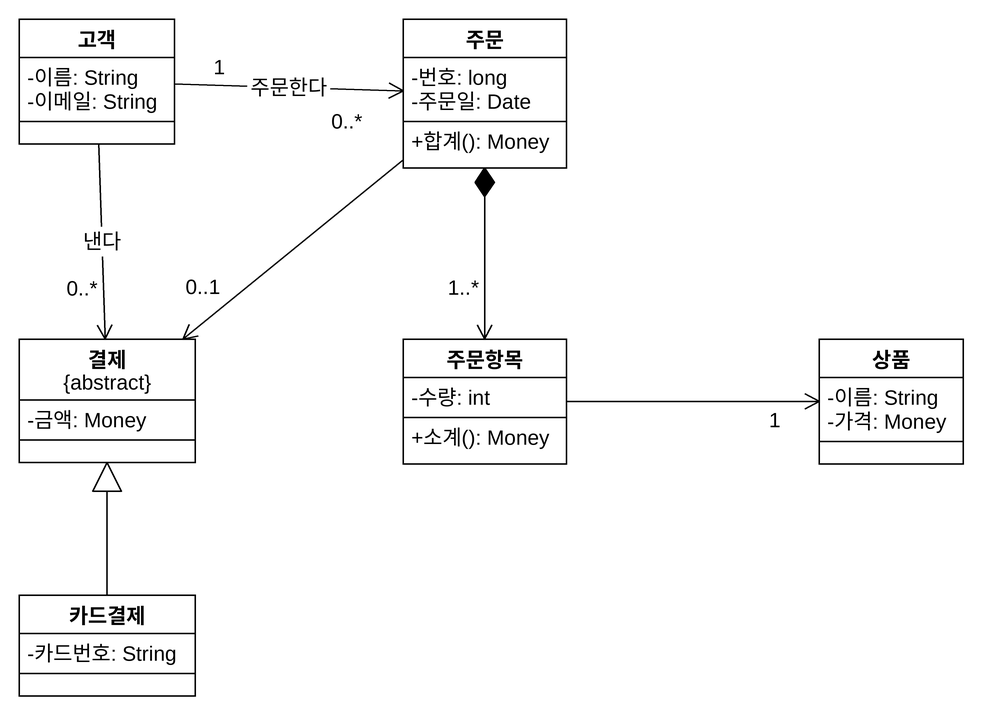 고객
-이름: String
-이메일: String
1
주문한다
0..*
주문
-번호: long
-주문일: Date
+합계(): Money
낸다
0..*
0..1
1..*
결제
{abstract}
-금액: Money
주문항목
-수량: int
+소계(): Money
1
상품
-이름: String
-가격: Money
카드결제
-카드번호: String